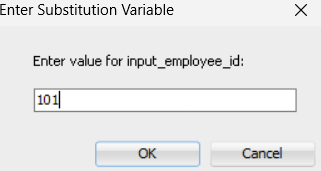 Enter Substitution Variable
Enter value for input_employee_id:
101
OK
Cancel